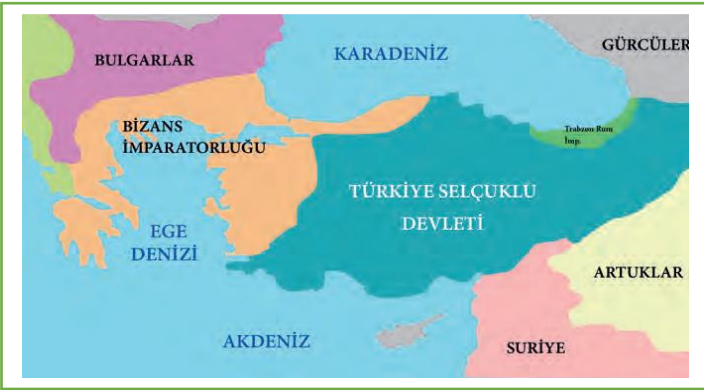 BULGARLAR
KARADENİZ
GÜRCÜLER
BİZANS
İMPARATORLUĞU
Trabzon Rum
İmp.
TÜRKİYE SELÇUKLU
DEVLETİ
EGE
DENİZİ
ARTUKLAR
AKDENİZ
SURİYE